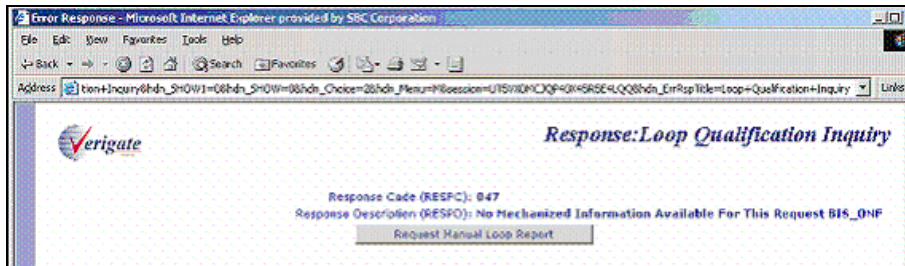 Error Response - Microsoft Internet Explorer provided by SBC Corporation
File Edit View Favorites Tools Help
Back Search Favorites
Address Links
Verigate
Response:Loop Qualification Inquiry
Response Code (RESPC): 047
Response Description (RESPD): No Mechanized Information Available For This Request BIS_ONF
Request Manual Loop Report